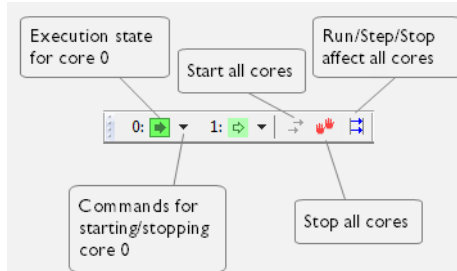 Execution state
for core 0
Start all cores
Run/Step/Stop
affect all cores
0:
1:
Commands for
starting/stopping
core 0
Stop all cores